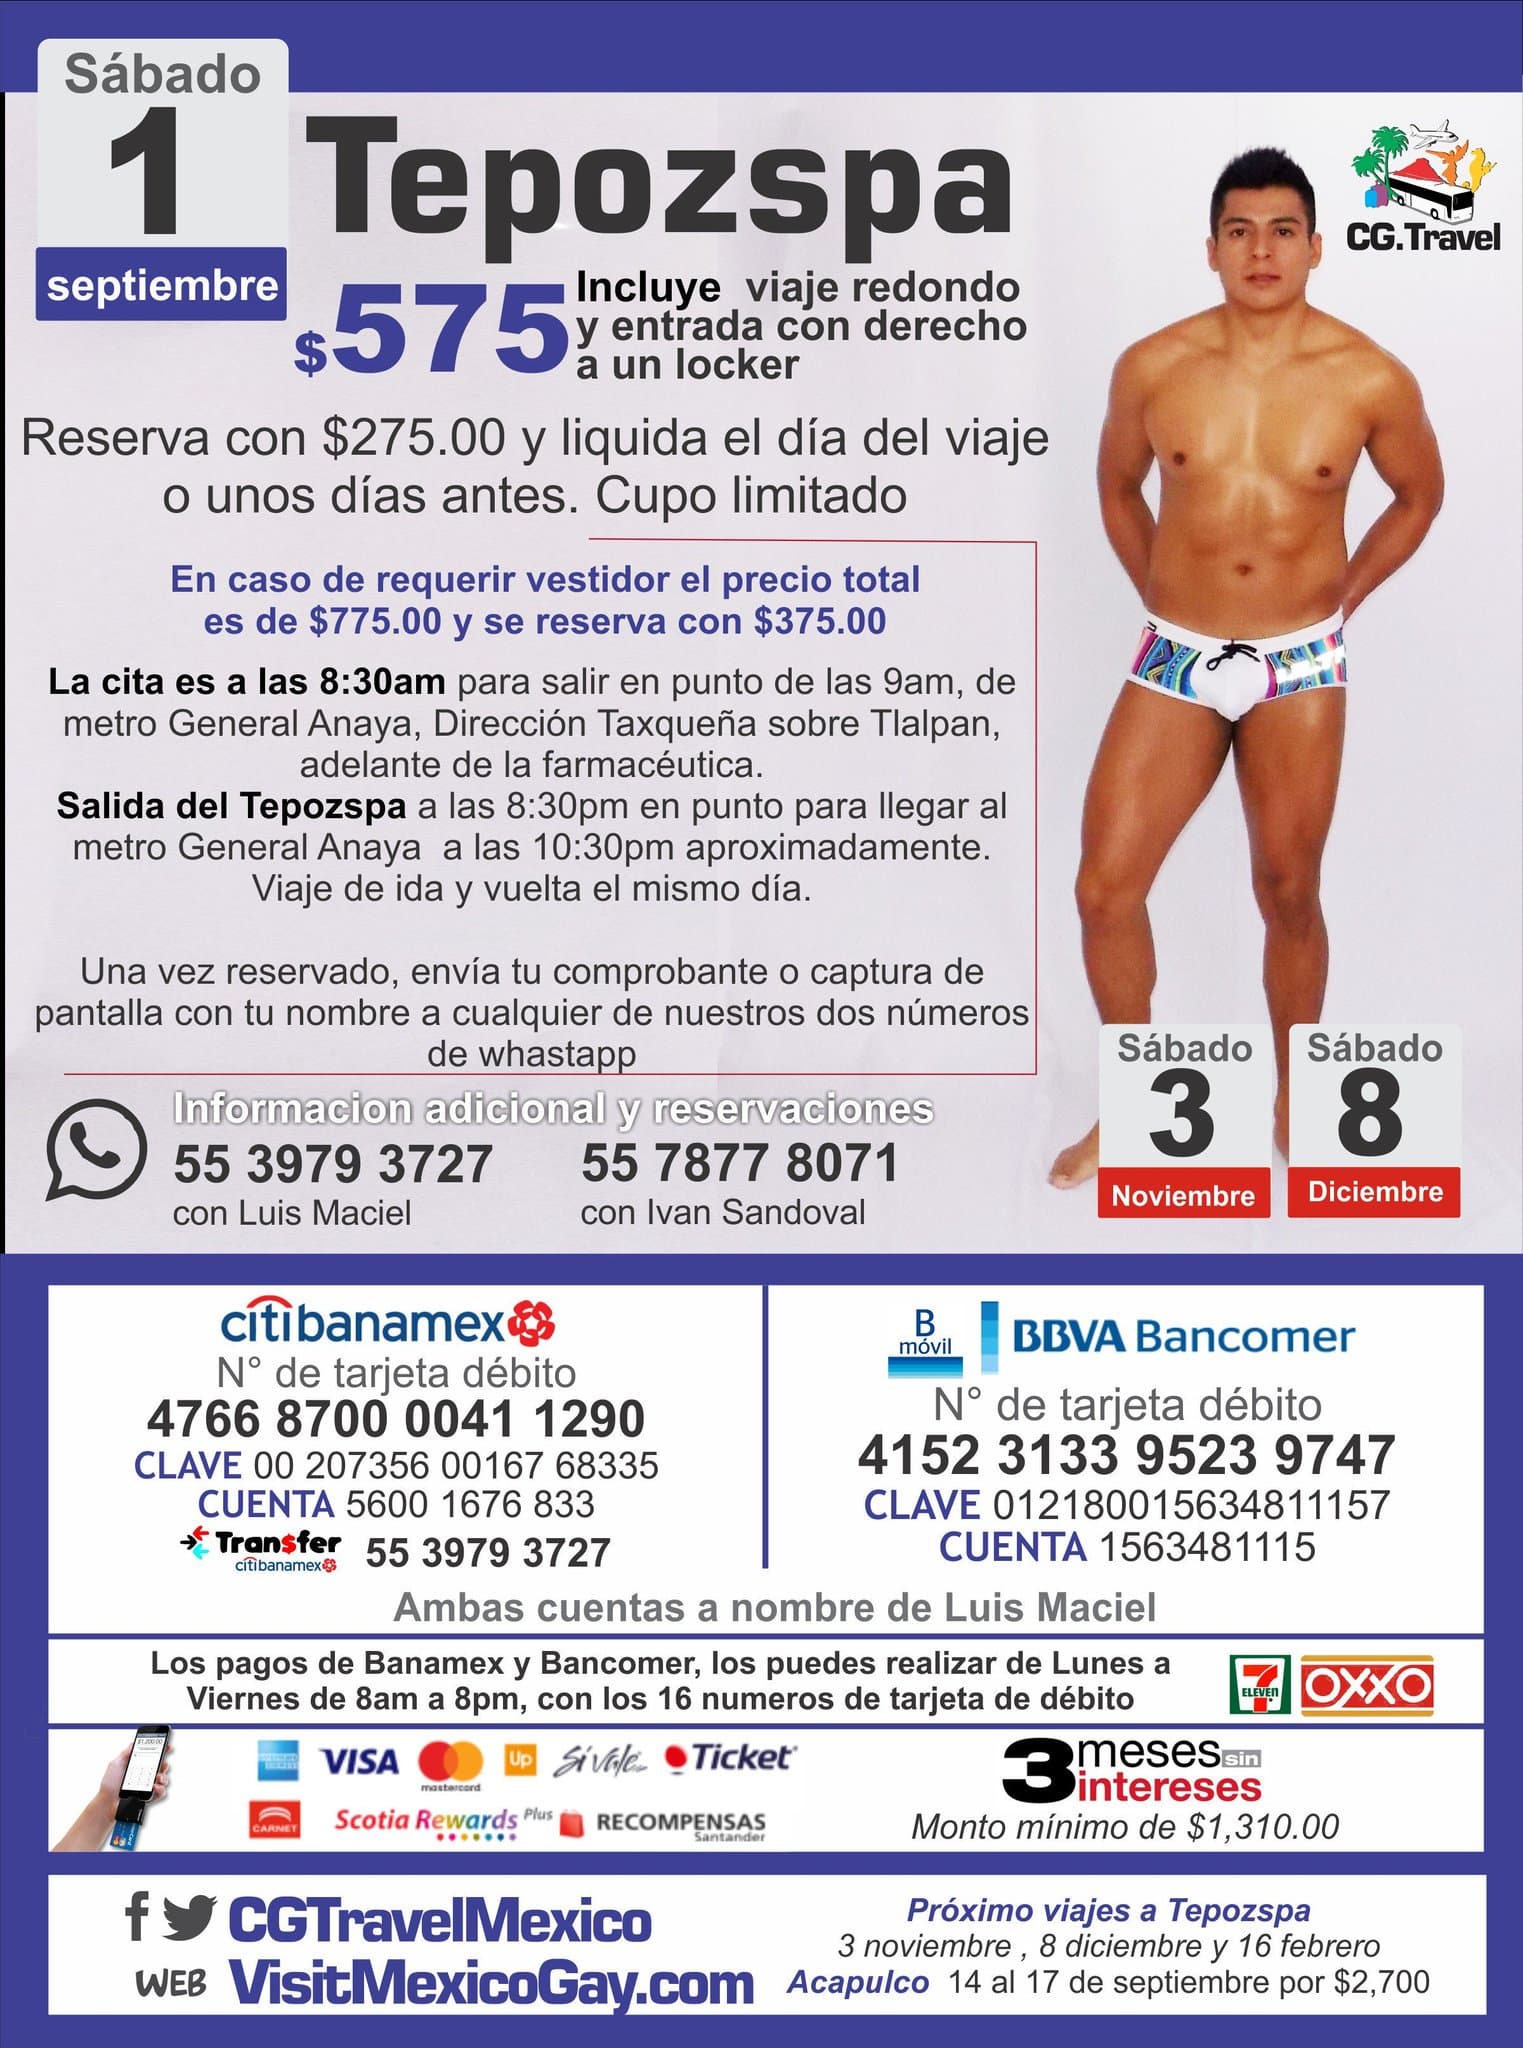 Sábado
1
septiembre
Tepozspa
CG.Travel
$575
Incluye viaje redondo
y entrada con derecho
a un locker
Reserva con $275.00 y liquida el día del viaje
o unos días antes. Cupo limitado
En caso de requerir vestidor el precio total
es de $775.00 y se reserva con $375.00
La cita es a las 8:30am para salir en punto de las 9am, de
metro General Anaya, Dirección Taxqueña sobre Tlalpan,
adelante de la farmacéutica.
Salida del Tepozspa a las 8:30pm en punto para llegar al
metro General Anaya a las 10:30pm aproximadamente.
Viaje de ida y vuelta el mismo día.
Una vez reservado, envía tu comprobante o captura de
pantalla con tu nombre a cualquier de nuestros dos números
de whastapp
Informacion adicional y reservaciones
55 3979 3727
con Luis Maciel
55 7877 8071
con Ivan Sandoval
Sábado
3
Noviembre
Sábado
8
Diciembre
citibanamex
N° de tarjeta débito
4766 8700 0041 1290
CLAVE 00 207356 00167 68335
CUENTA 5600 1676 833
Tran$fer
citibanamex
55 3979 3727
B
móvil
BBVA Bancomer
N° de tarjeta débito
4152 3133 9523 9747
CLAVE 012180015634811157
CUENTA 1563481115
Ambas cuentas a nombre de Luis Maciel
Los pagos de Banamex y Bancomer, los puedes realizar de Lunes a
Viernes de 8am a 8pm, con los 16 numeros de tarjeta de débito
7
ELEVEN
OXXO
VISA
mastercard
Up
Sí Vale
Ticket
CARNET
Scotia Rewards Plus
RECOMPENSAS
Santander
3 meses sin
intereses
Monto mínimo de $1,310.00
CGTravelMexico
WEB VisitMexicoGay.com
Próximo viajes a Tepozspa
3 noviembre , 8 diciembre y 16 febrero
Acapulco 14 al 17 de septiembre por $2,700